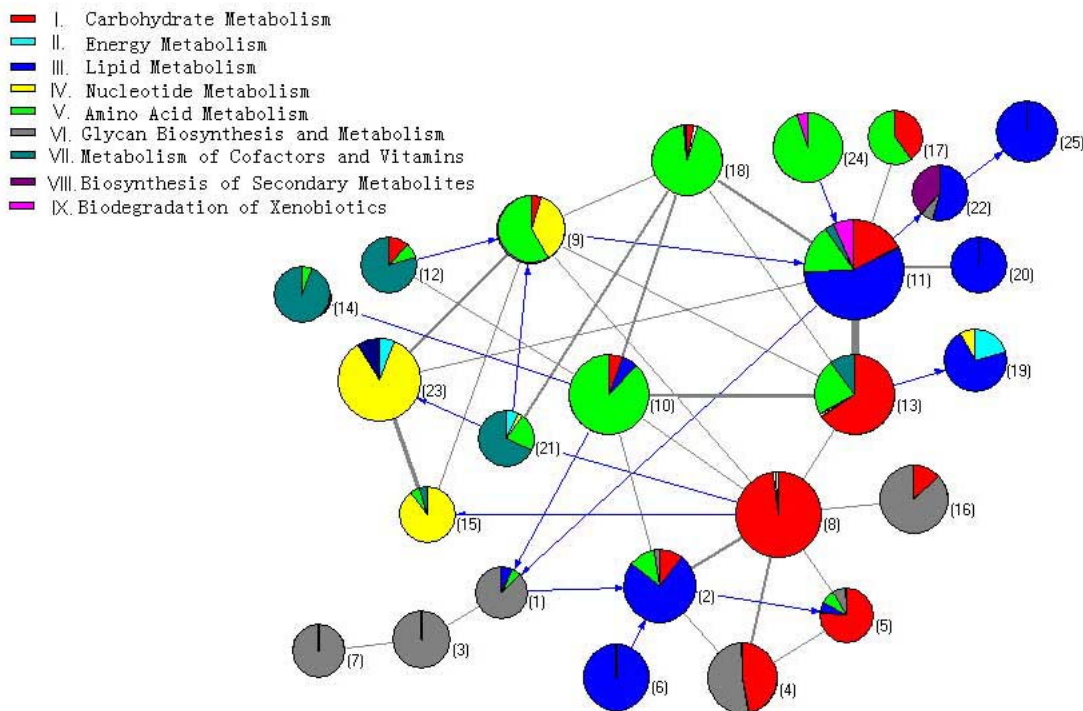 I. Carbohydrate Metabolism
II. Energy Metabolism
III. Lipid Metabolism
IV. Nucleotide Metabolism
V. Amino Acid Metabolism
VI. Glycan Biosynthesis and Metabolism
VII. Metabolism of Cofactors and Vitamins
VIII. Biosynthesis of Secondary Metabolites
IX. Biodegradation of Xenobiotics
(25)
(17)
(24)
(18)
(22)
(9)
(12)
(20)
(11)
(14)
(19)
(23)
(10)
(13)
(21)
(16)
(15)
(8)
(1)
(2)
(5)
(3)
(7)
(6)
(4)